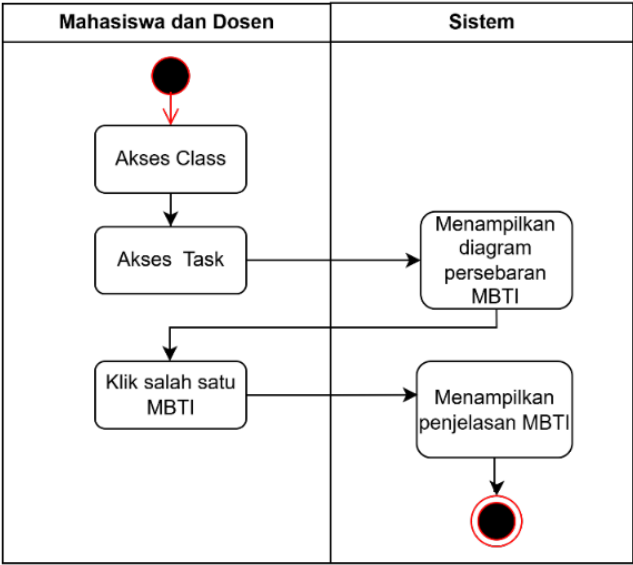 Mahasiswa dan Dosen
Sistem
Akses Class
Akses Task
Menampilkan
diagram
persebaran
MBTI
Klik salah satu
MBTI
Menampilkan
penjelasan MBTI